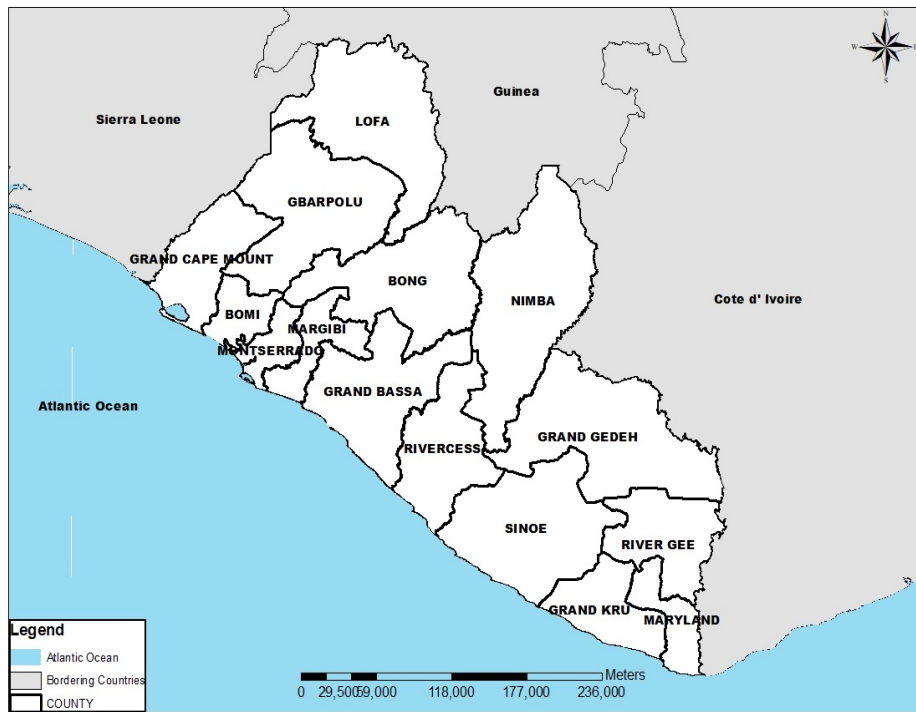 N
W
E
S
Guinea
Sierra Leone
LOFA
GBARPOLU
GRAND CAPE MOUNT
BONG
NIMBA
Cote d' Ivoire
BOMI
MARGIBI
MONTSERRADO
GRAND BASSA
Atlantic Ocean
GRAND GEDEH
RIVERCESS
SINOE
RIVER GEE
GRAND KRU
MARYLAND
Legend
Atlantic Ocean
Bordering Countries
COUNTY
Meters
0 29,50059,000 118,000 177,000 236,000